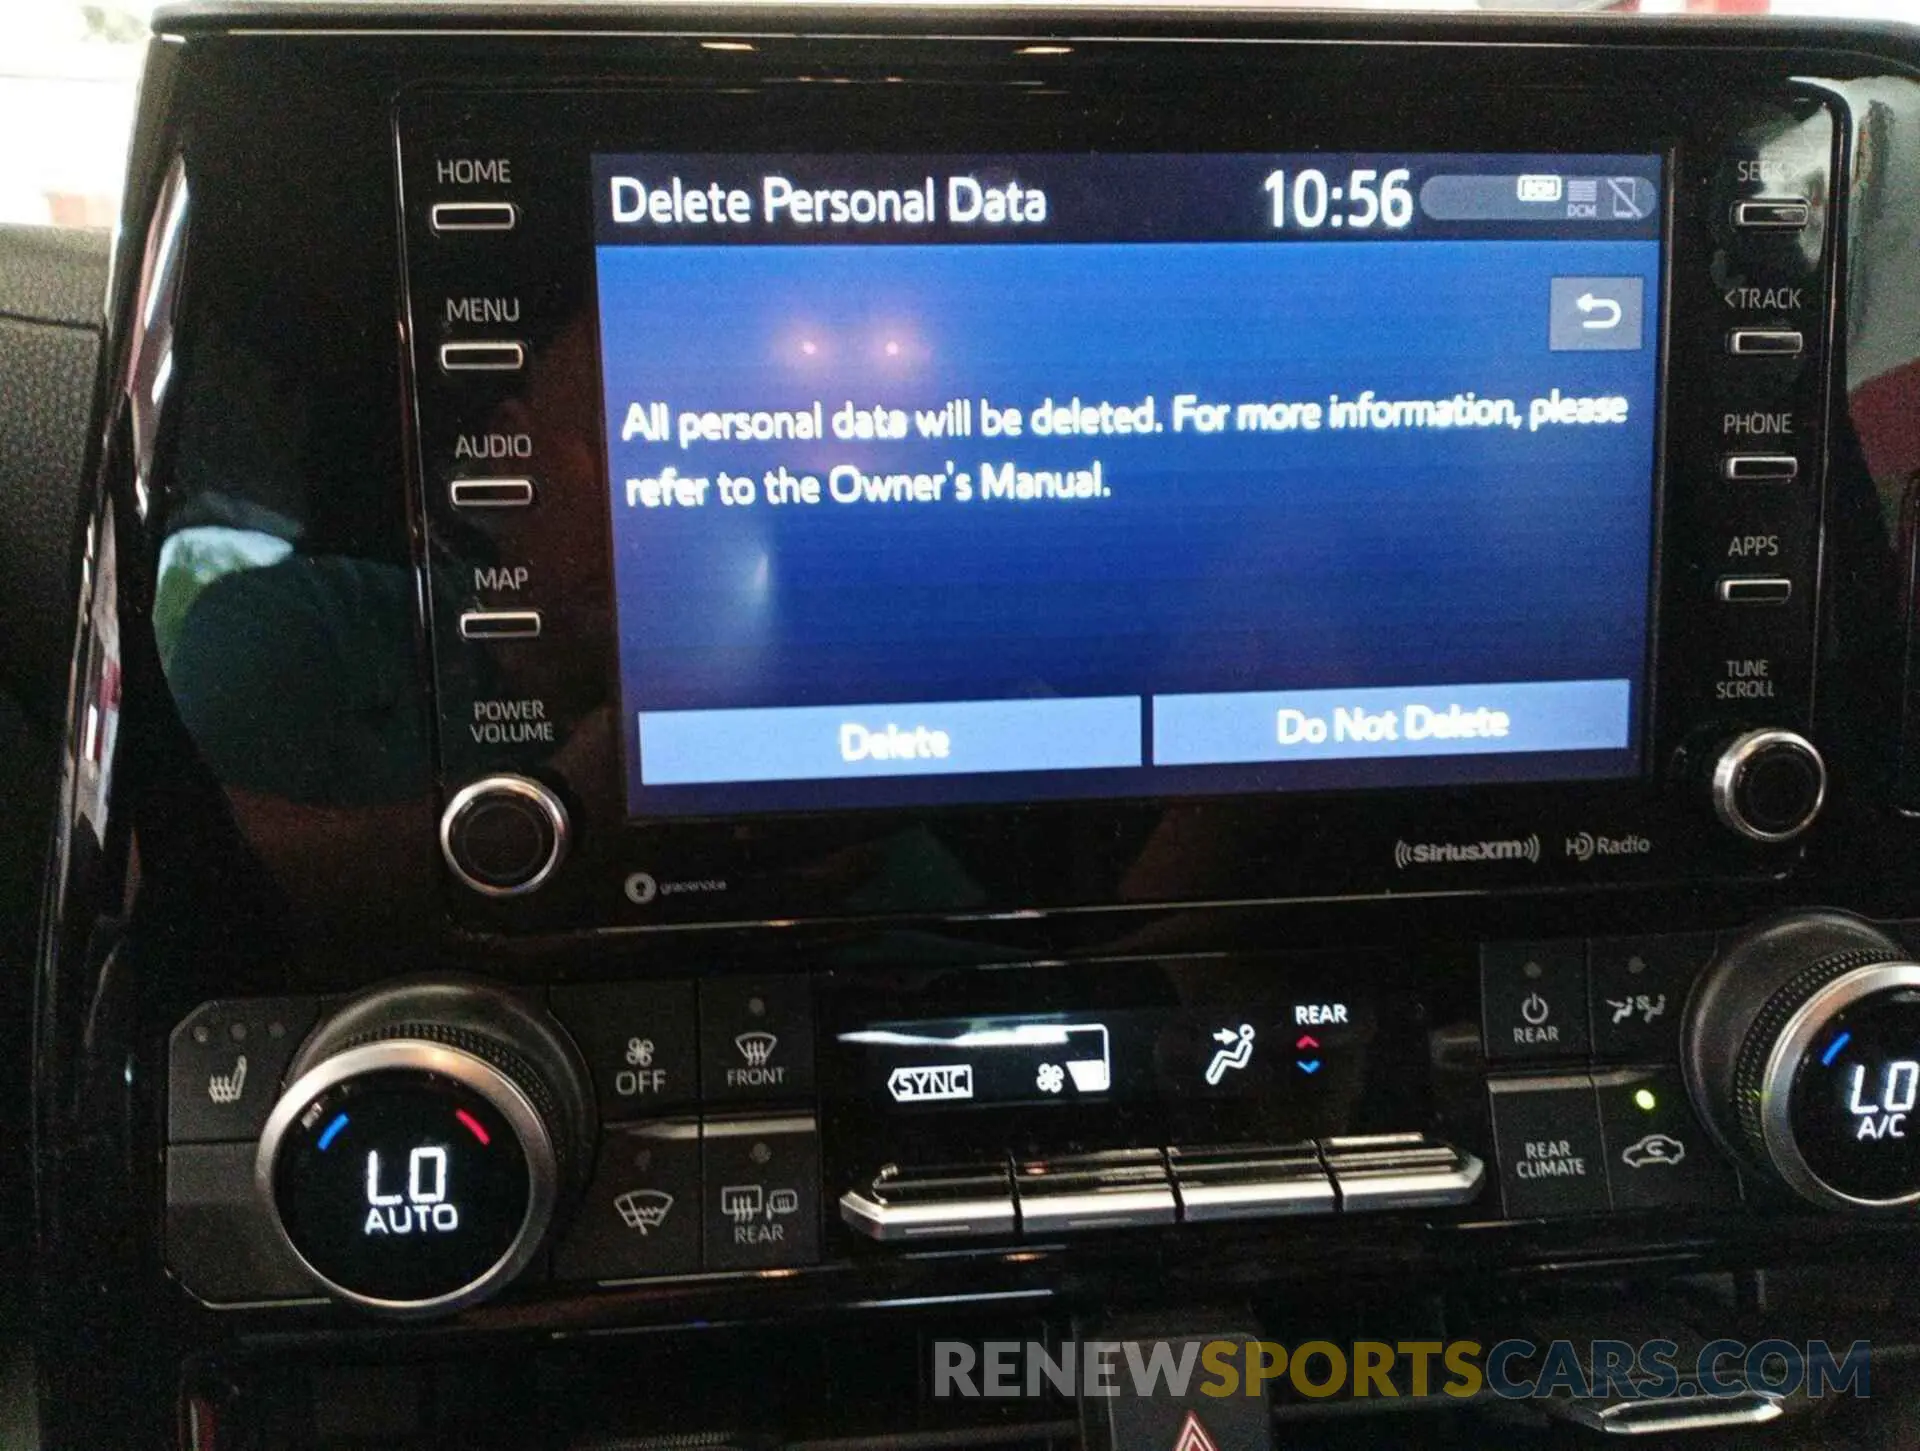 HOME
Delete Personal Data 10:56
DCM
MENU
<TRACK
All personal data will be deleted. For more information, please
refer to the Owner's Manual.
AUDIO
PHONE
MAP
APPS
POWER
VOLUME
TUNE
SCROLL
Delete
Do Not Delete
gracenote
SiriusXM
HD Radio
OFF
FRONT
SYNC
REAR
REAR
LO
AUTO
REAR
REAR
CLIMATE
LO
A/C
RENEWSPORTSCARS.COM